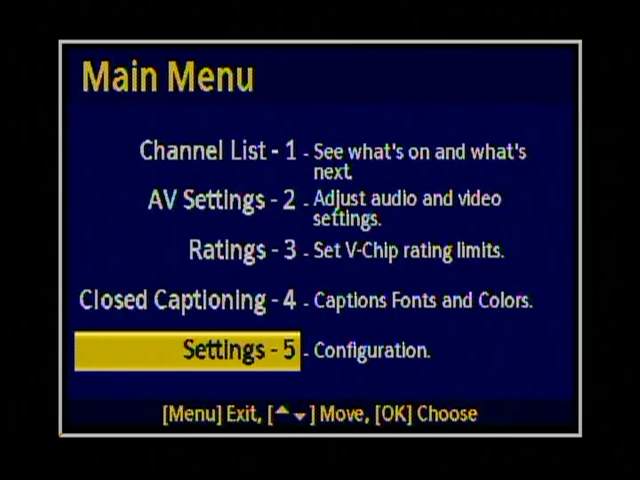 Main Menu
Channel List - 1 - See what's on and what's
next.
AV Settings - 2 - Adjust audio and video
settings.
Ratings - 3 - Set V-Chip rating limits.
Closed Captioning - 4 - Captions Fonts and Colors.
Settings - 5 - Configuration.
[Menu] Exit, [▲▼] Move, [OK] Choose